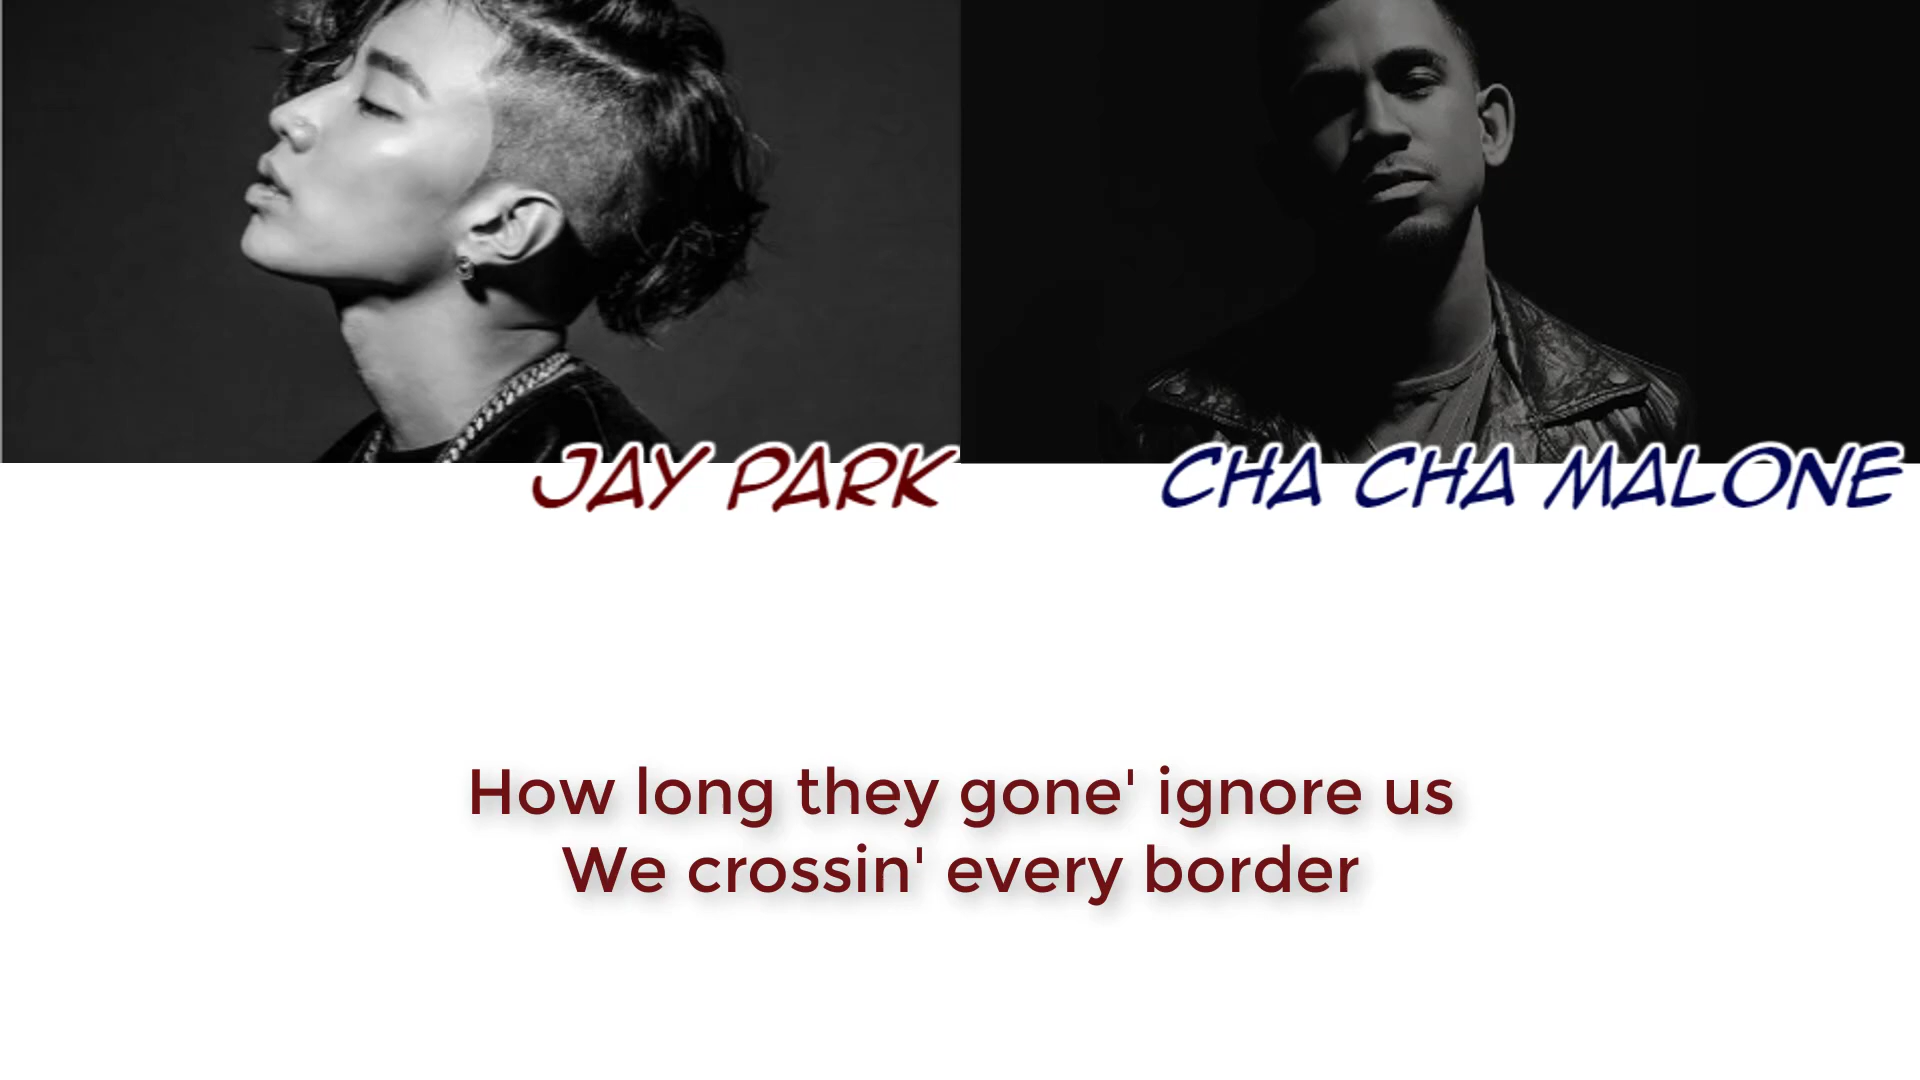 JAY PARK
CHA CHA MALONE
How long they gone' ignore us
We crossin' every border